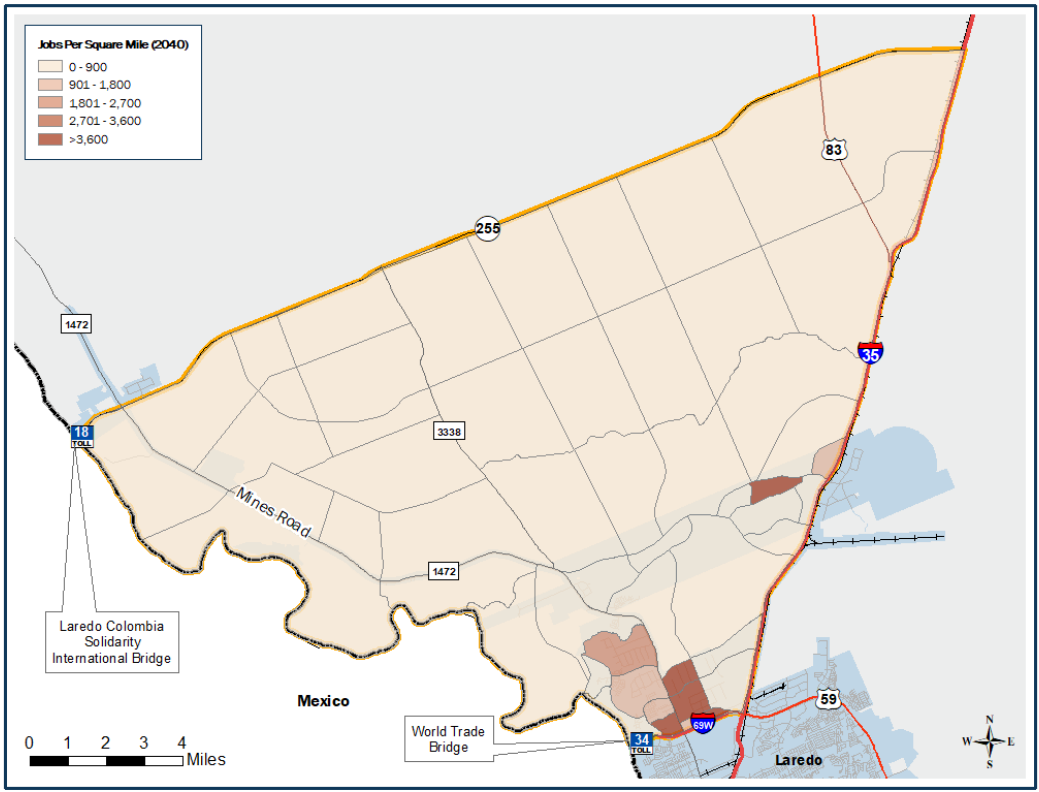 Jobs Per Square Mile (2040)
0 - 900
901 - 1,800
1,801 - 2,700
2,701 - 3,600
>3,600
83
255
1472
35
18
TOLL
3338
Mines Road
1472
Laredo Colombia
Solidarity
International Bridge
Mexico
59
69W
World Trade
Bridge
34
TOLL
N
W
E
S
0 1 2 3 4
Miles
Laredo